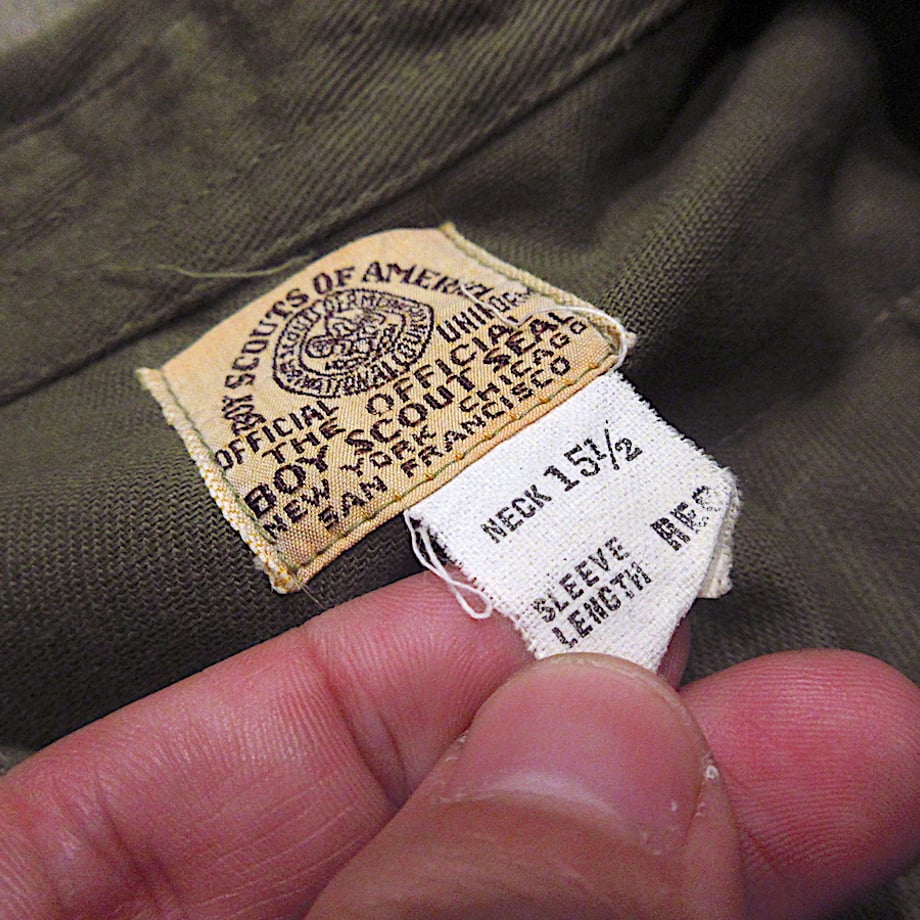 BOY SCOUTS OF AMERICA
OFFICIAL
THE OFFICIAL
BOY SCOUT SEAL
NEW YORK CHICAGO
SAN FRANCISCO
NECK 15½
SLEEVE
LENGTH REG